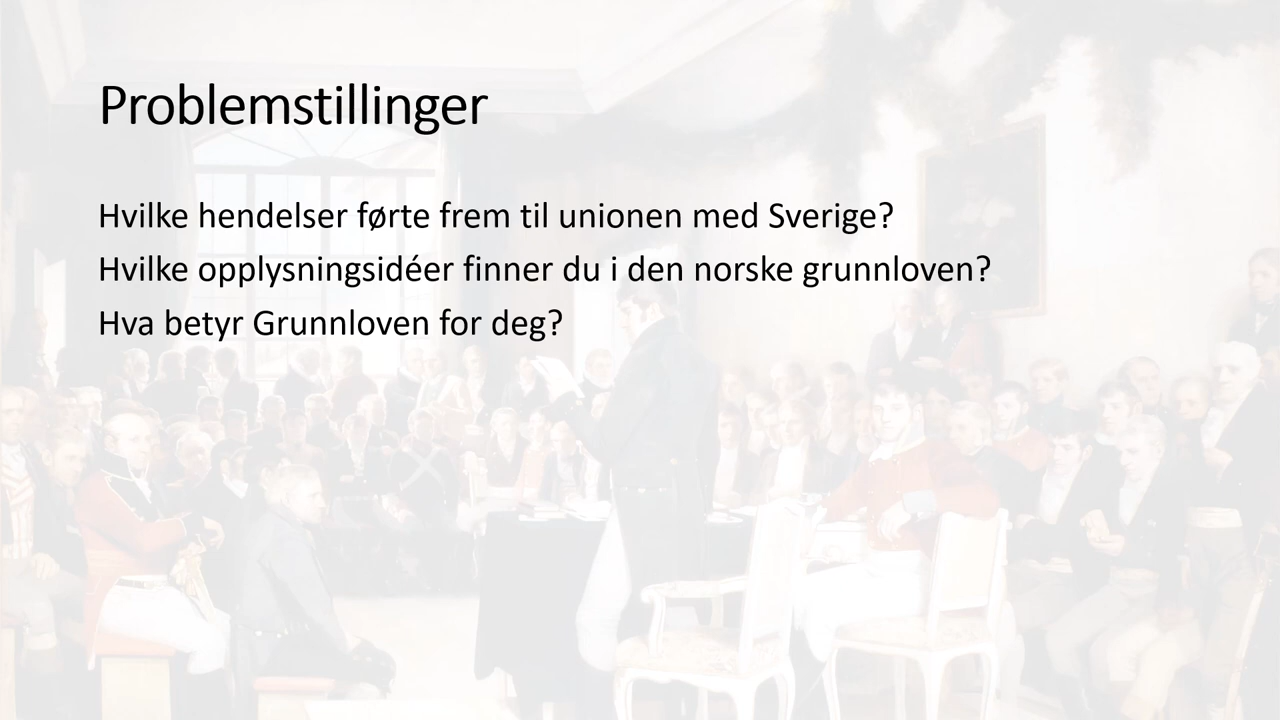 Problemstillinger
Hvilke hendelser førte frem til unionen med Sverige?
Hvilke opplysningsidéer finner du i den norske grunnloven?
Hva betyr Grunnloven for deg?